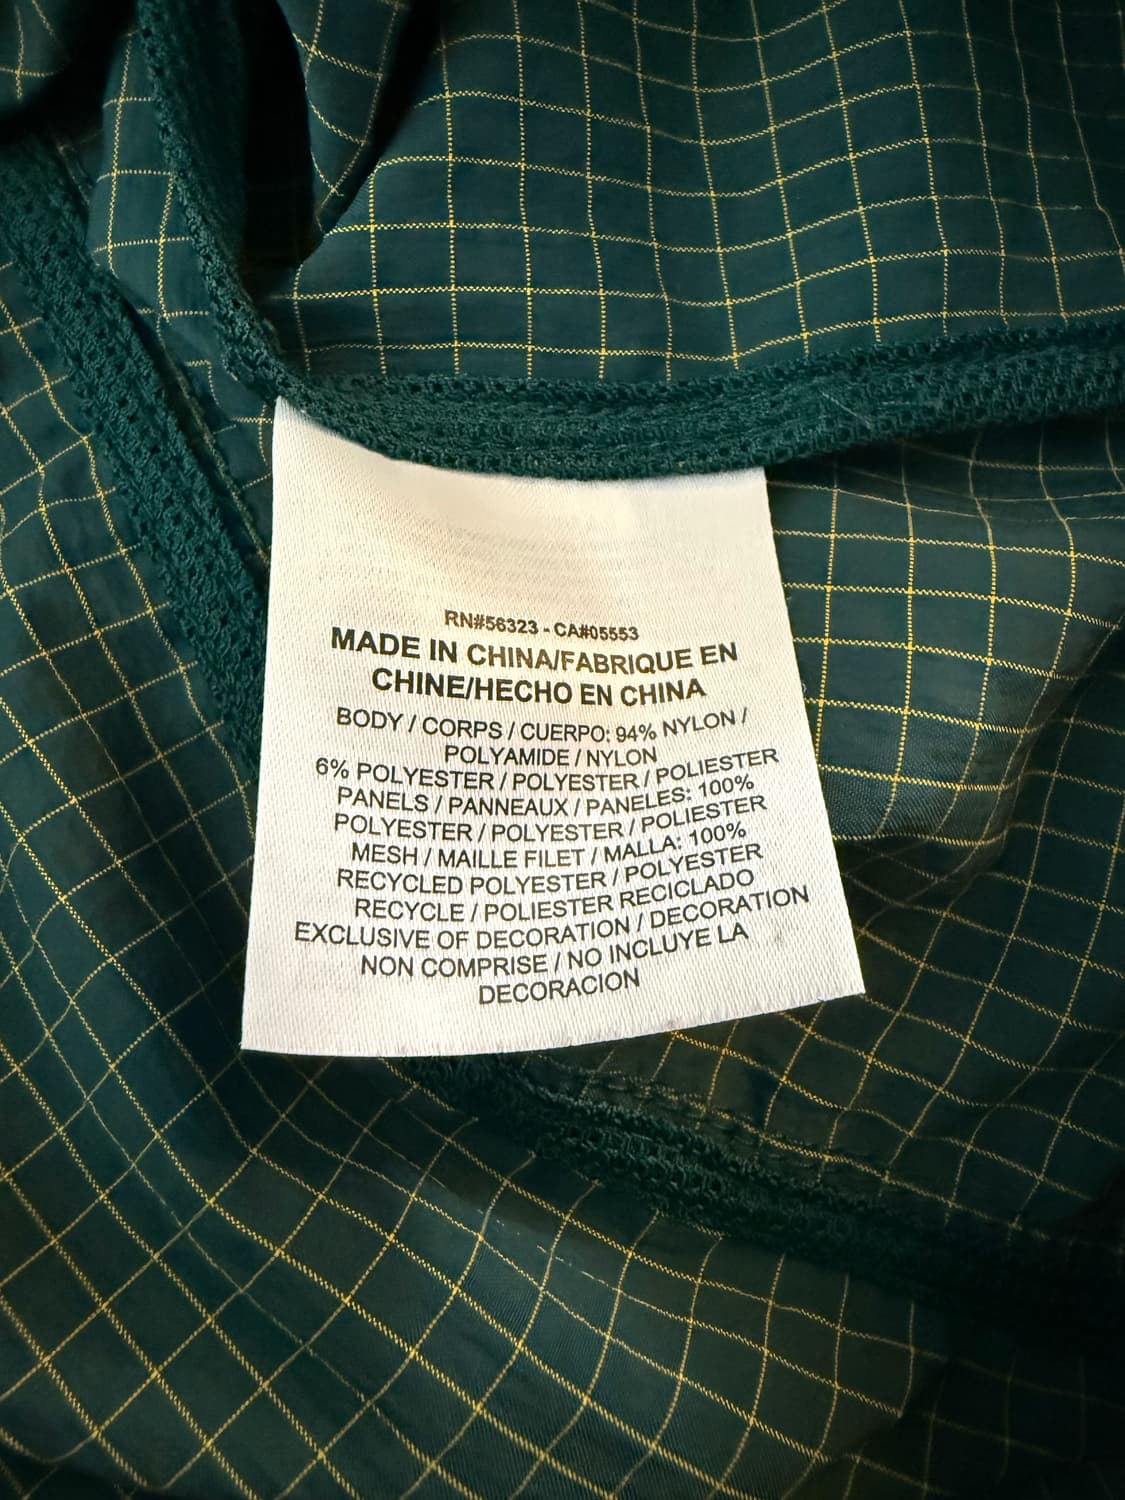 RN#56323 - CA#05553
MADE IN CHINA/FABRIQUE EN
CHINE/HECHO EN CHINA
BODY / CORPS / CUERPO: 94% NYLON /
POLYAMIDE / NYLON
6% POLYESTER / POLYESTER / POLIESTER
PANELS / PANNEAUX / PANELES: 100%
POLYESTER / POLYESTER / POLIESTER
MESH / MAILLE FILET / MALLA: 100%
RECYCLED POLYESTER / POLYESTER
RECYCLE / POLIESTER RECICLADO
EXCLUSIVE OF DECORATION / DECORATION
NON COMPRISE / NO INCLUYE LA
DECORACION